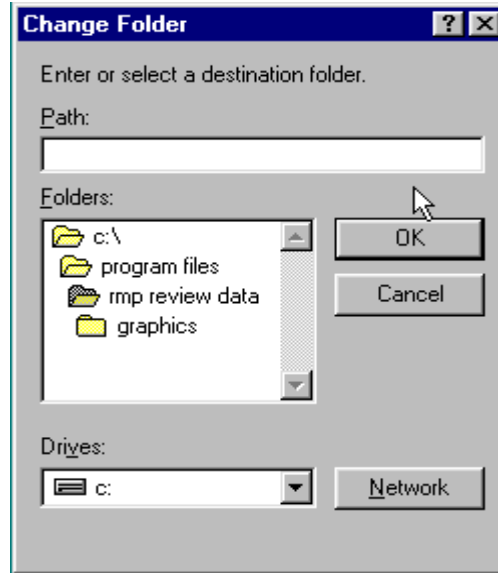 Change Folder
Enter or select a destination folder.
Path:
Folders:
c:\
program files
rmp review data
graphics
OK
Cancel
Drives:
c:
Network